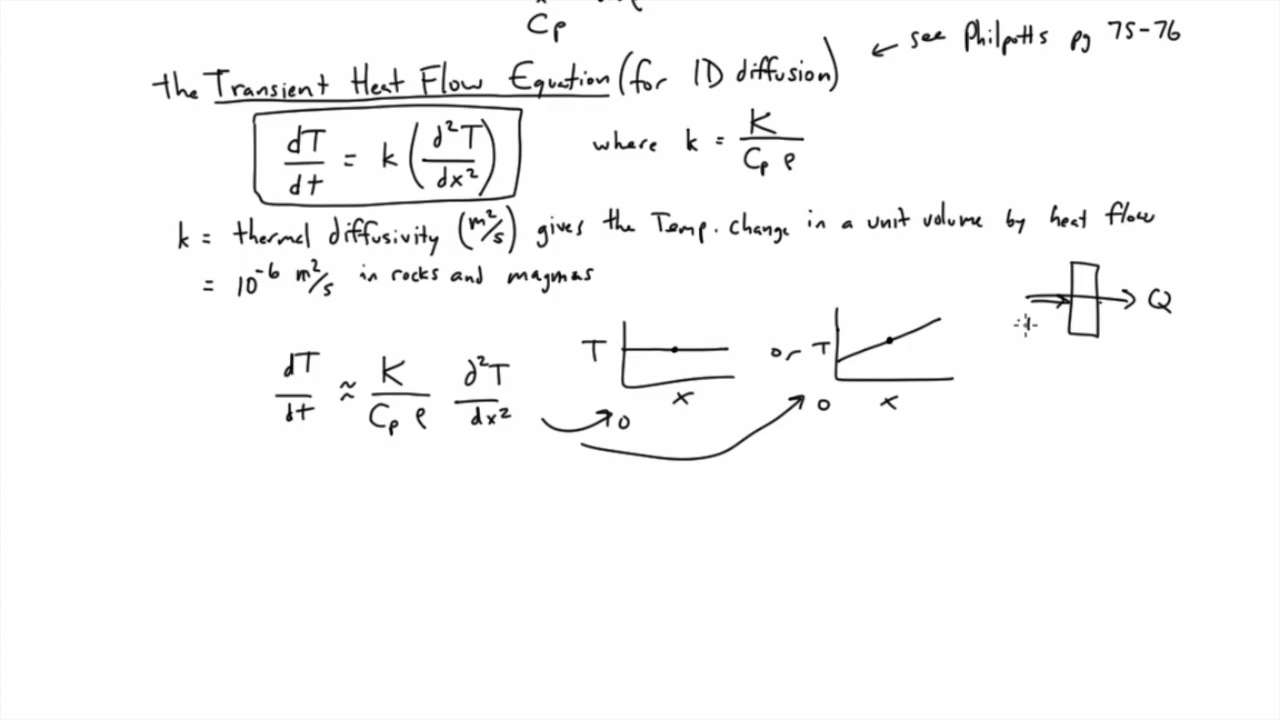 Cp
see Philpotts pg 75-76
the Transient Heat Flow Equation (for 1D diffusion)
dT/dt = k (d²T/dx²) where k = K/Cp ρ
k = thermal diffusivity (m²/s) gives the Temp. change in a unit volume by heat flow
= 10⁻⁶ m²/s in rocks and magmas
Q
dT/dt ≈ K/Cp ρ d²T/dx²
T
x
0
or
T
x
0